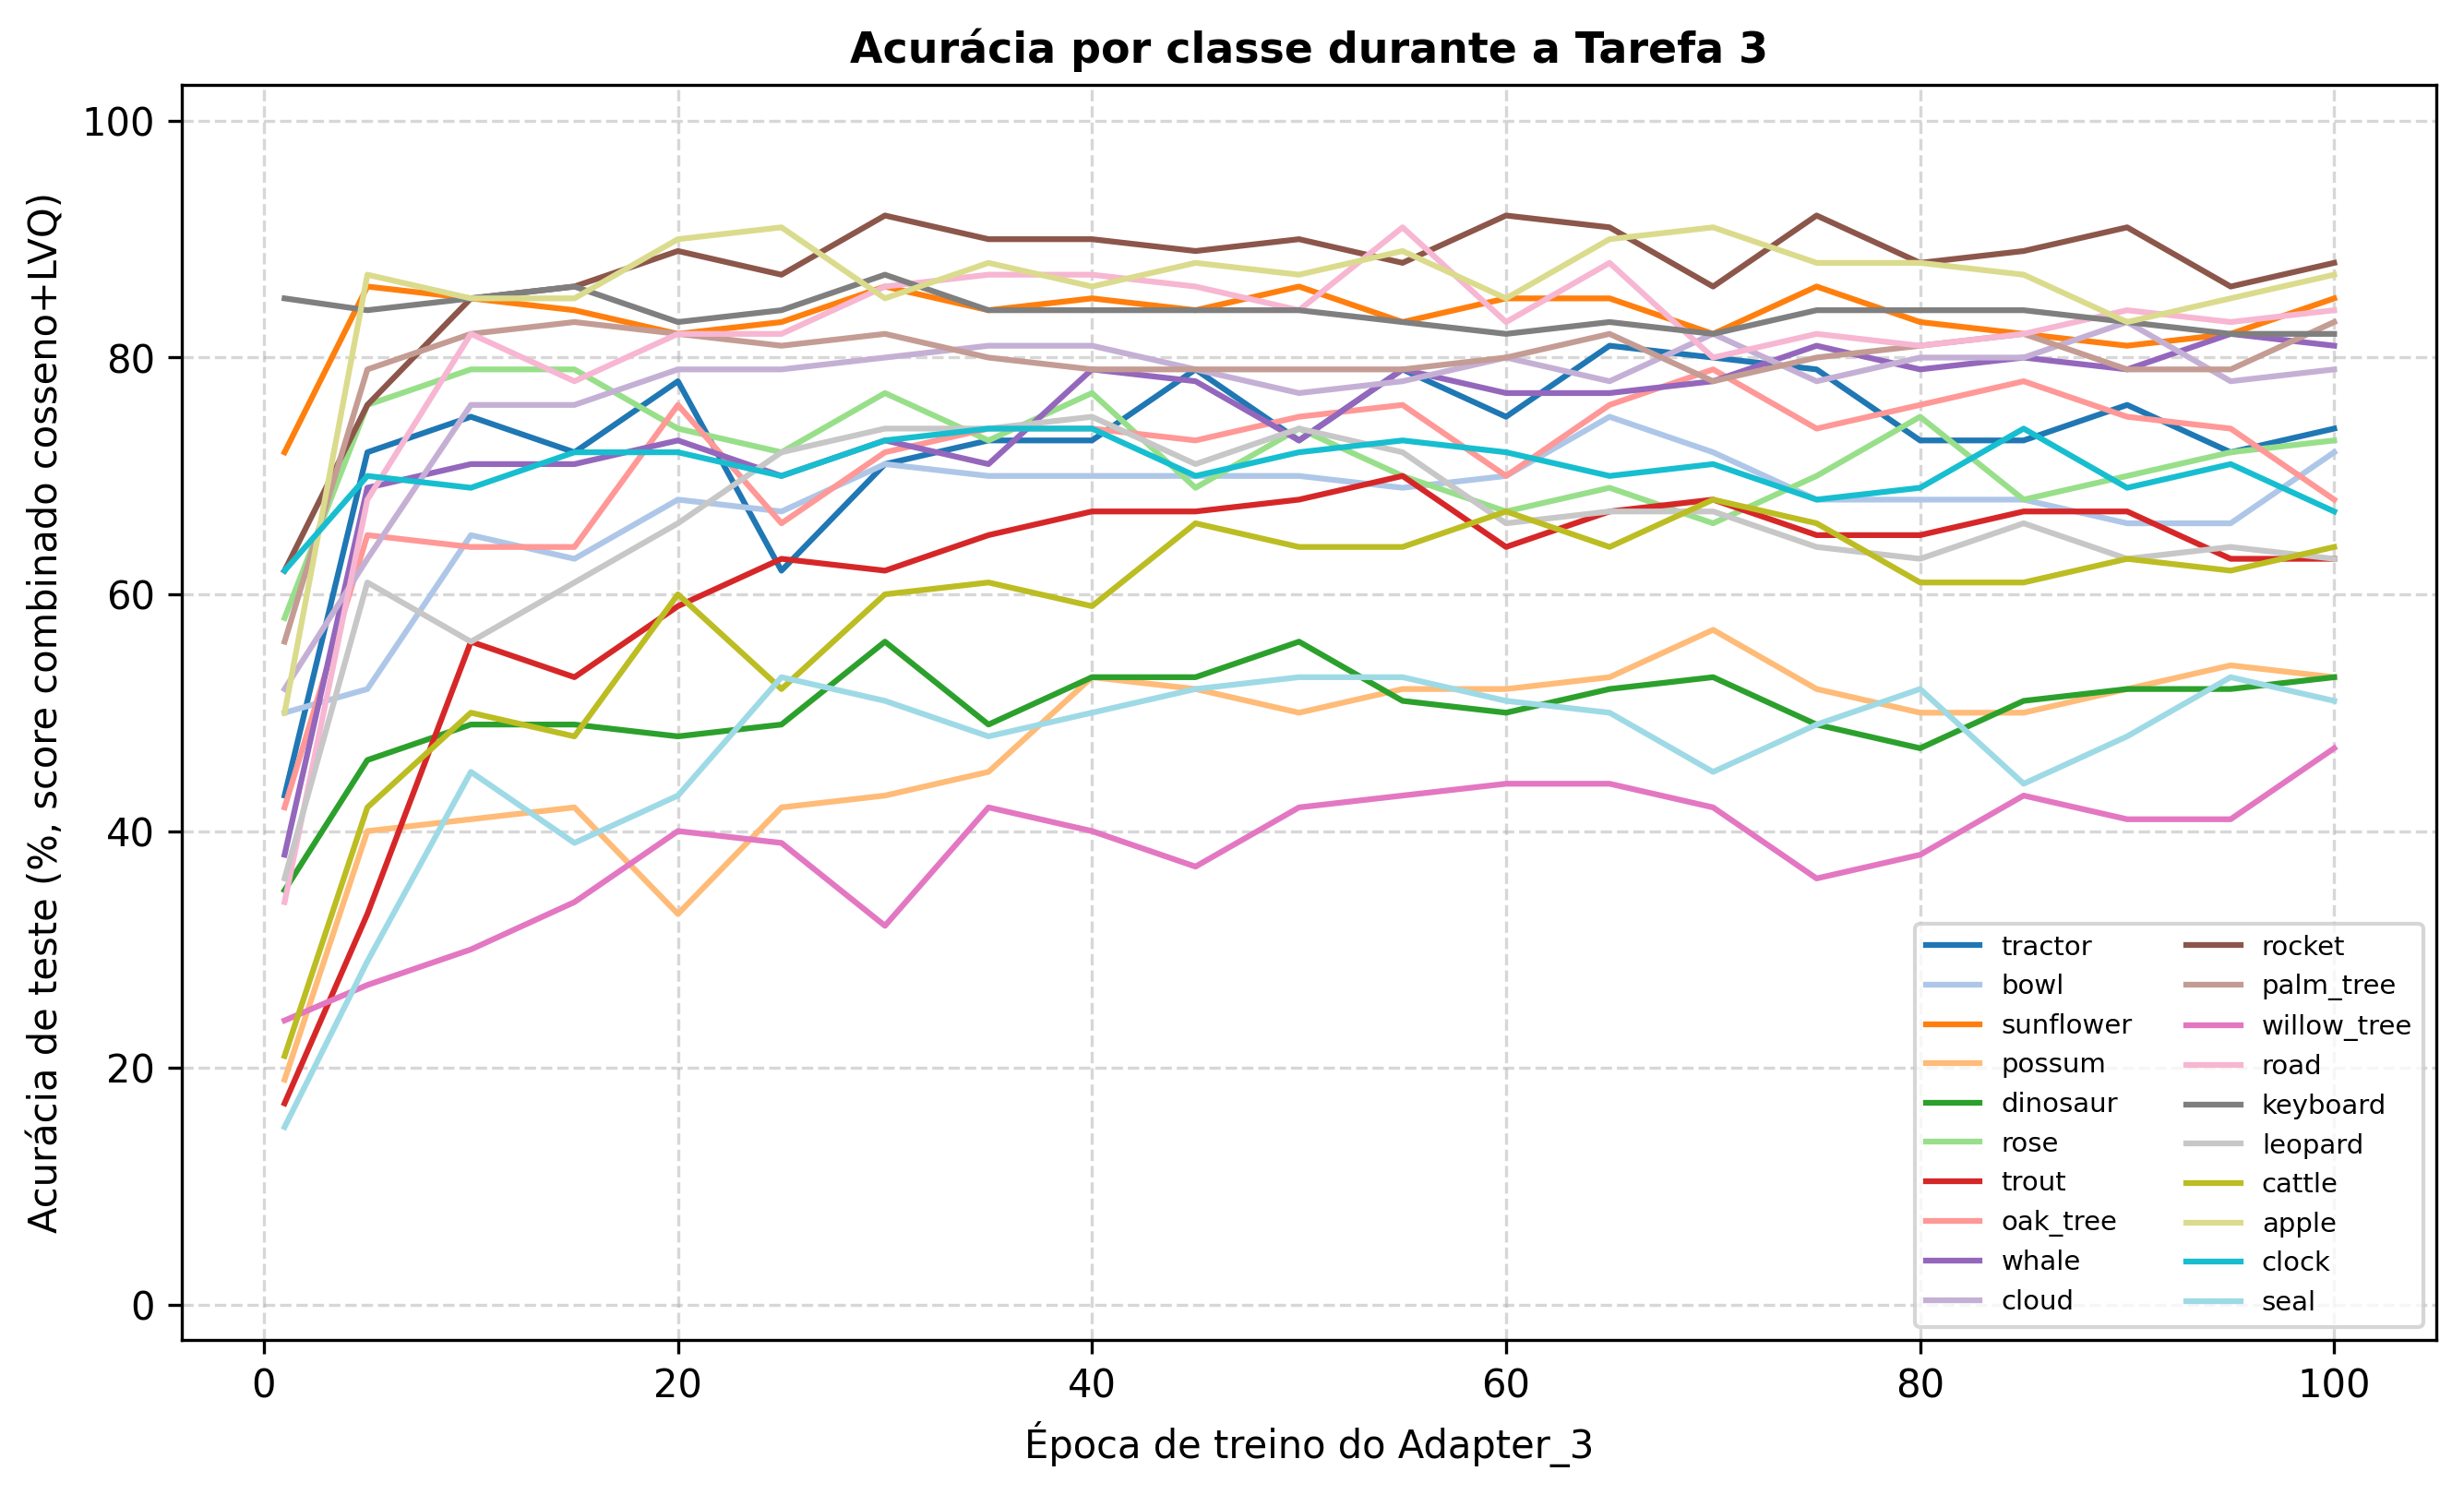 Acurácia por classe durante a Tarefa 3
Acurácia de teste (%, score combinado cosseno+LVQ)
100
80
60
40
20
0
0
20
40
60
80
100
Época de treino do Adapter_3
tractor
bowl
sunflower
possum
dinosaur
rose
trout
oak_tree
whale
cloud
rocket
palm_tree
willow_tree
road
keyboard
leopard
cattle
apple
clock
seal